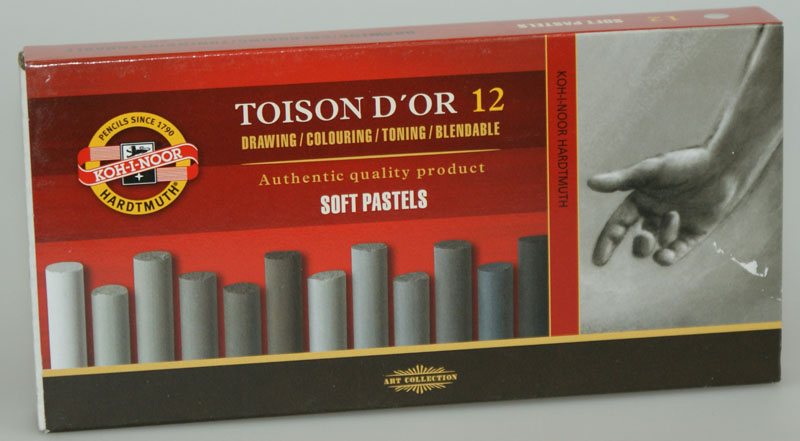 SOFT PASTELS 12
TOISON D´OR 12
DRAWING/COLOURING/TONING/BLENDABLE
Authentic quality product
SOFT PASTELS
PENCILS SINCE 1790
KOH-I-NOOR
HARDTMUTH®
KOH-I-NOOR HARDTMUTH
ART COLLECTION